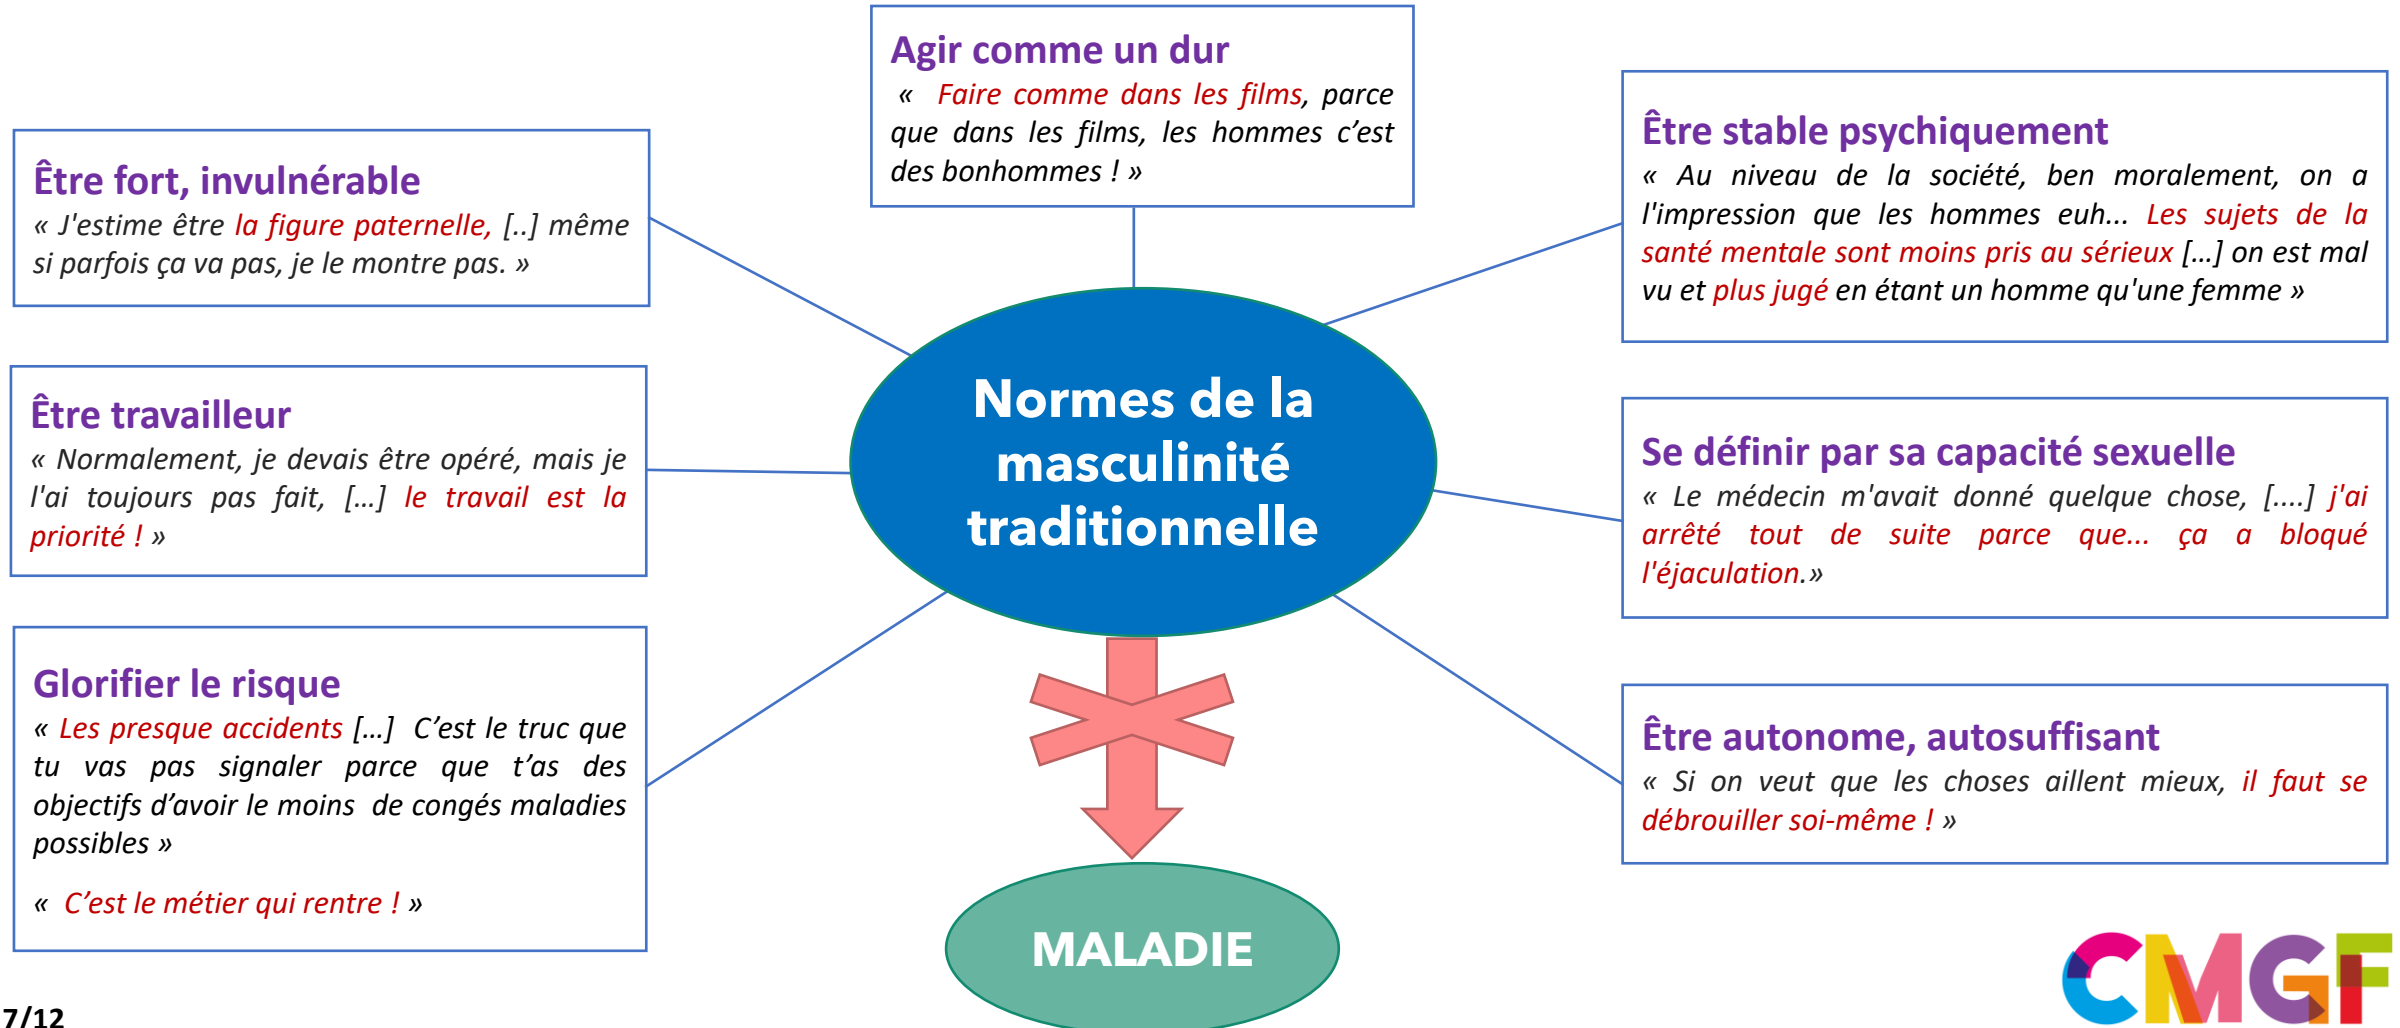 Agir comme un dur
«  Faire comme dans les films, parce
que dans les films, les hommes c’est
des bonhommes ! »
Être fort, invulnérable
« J'estime être la figure paternelle, [..] même
si parfois ça va pas, je le montre pas. »
Être stable psychiquement
« Au niveau de la société, ben moralement, on a
l'impression que les hommes euh... Les sujets de la
santé mentale sont moins pris au sérieux […] on est mal
vu et plus jugé en étant un homme qu'une femme »
Être travailleur
« Normalement, je devais être opéré, mais je
l'ai toujours pas fait, […] le travail est la
priorité ! »
Normes de la
masculinité
traditionnelle
Se définir par sa capacité sexuelle
« Le médecin m'avait donné quelque chose, [....] j'ai
arrêté tout de suite parce que... ça a bloqué
l'éjaculation.»
Glorifier le risque
« Les presque accidents […]  C’est le truc que
tu vas pas signaler parce que t’as des
objectifs d’avoir le moins  de congés maladies
possibles »
«  C’est le métier qui rentre ! »
Être autonome, autosuffisant
« Si on veut que les choses aillent mieux, il faut se
débrouiller soi-même ! »
MALADIE
CMGF
7/12